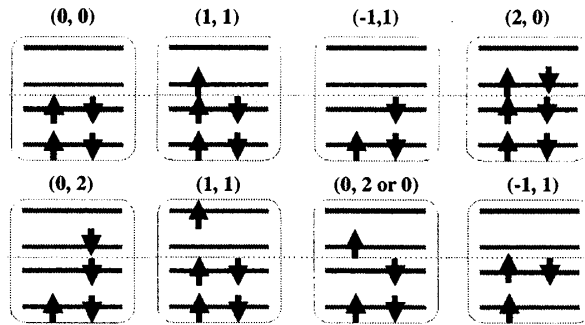 (0, 0) (1, 1) (-1,1) (2, 0)
(0, 2) (1, 1) (0, 2 or 0) (-1, 1)